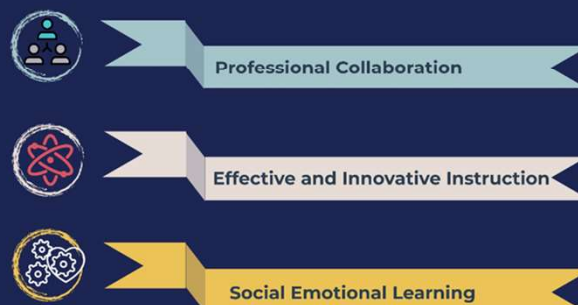 Professional Collaboration
Effective and Innovative Instruction
Social Emotional Learning